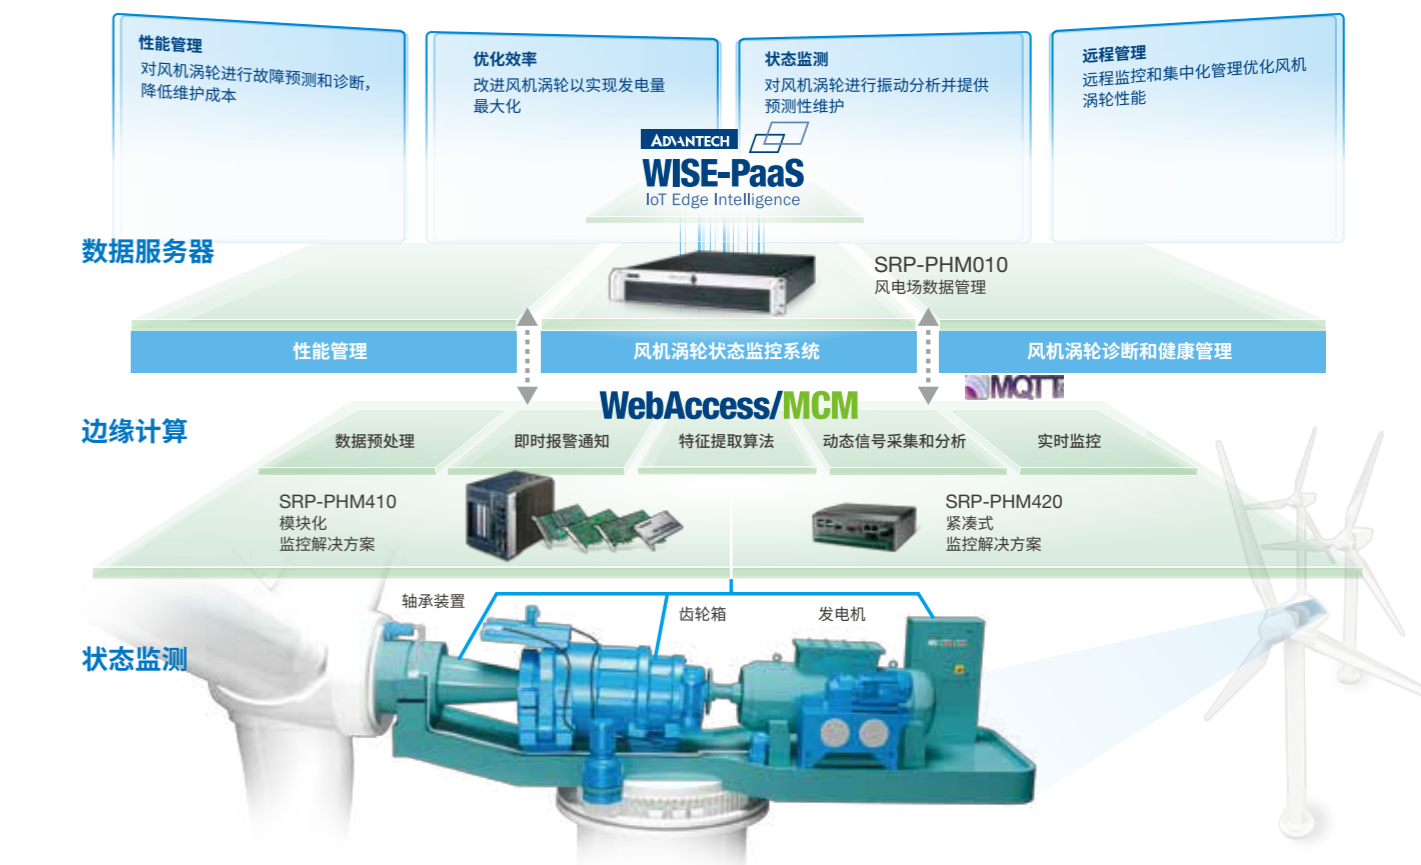 性能管理
对风机涡轮进行故障预测和诊断，
降低维护成本
优化效率
改进风机涡轮以实现发电量
最大化
状态监测
对风机涡轮进行振动分析并提供
预测性维护
远程管理
远程监控和集中化管理优化风机
涡轮性能
ADVANTECH
WISE-PaaS
IoT Edge Intelligence
数据服务器
SRP-PHM010
风电场数据管理
性能管理
风机涡轮状态监控系统
风机涡轮诊断和健康管理
MQTT
WebAccess/MCM
边缘计算
数据预处理
即时报警通知
特征提取算法
动态信号采集和分析
实时监控
SRP-PHM410
模块化
监控解决方案
SRP-PHM420
紧凑式
监控解决方案
轴承装置
齿轮箱
发电机
状态监测